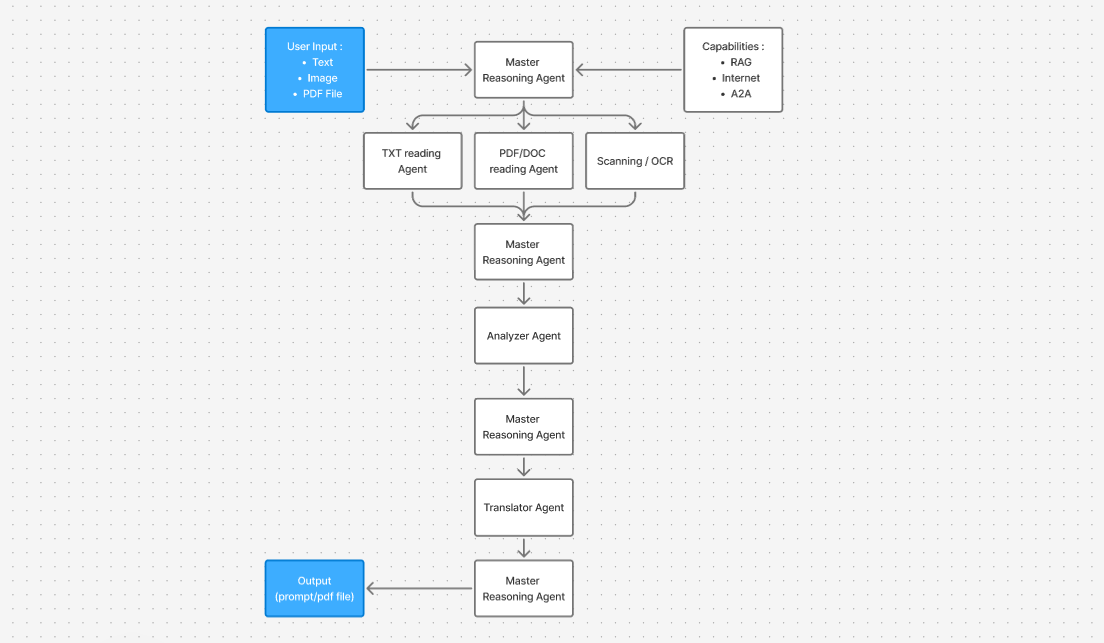 User Input :
• Text
• Image
• PDF File
Master
Reasoning Agent
Capabilities :
• RAG
• Internet
• A2A
TXT reading
Agent
PDF/DOC
reading Agent
Scanning / OCR
Master
Reasoning Agent
Analyzer Agent
Master
Reasoning Agent
Translator Agent
Output
(prompt/pdf file)
Master
Reasoning Agent